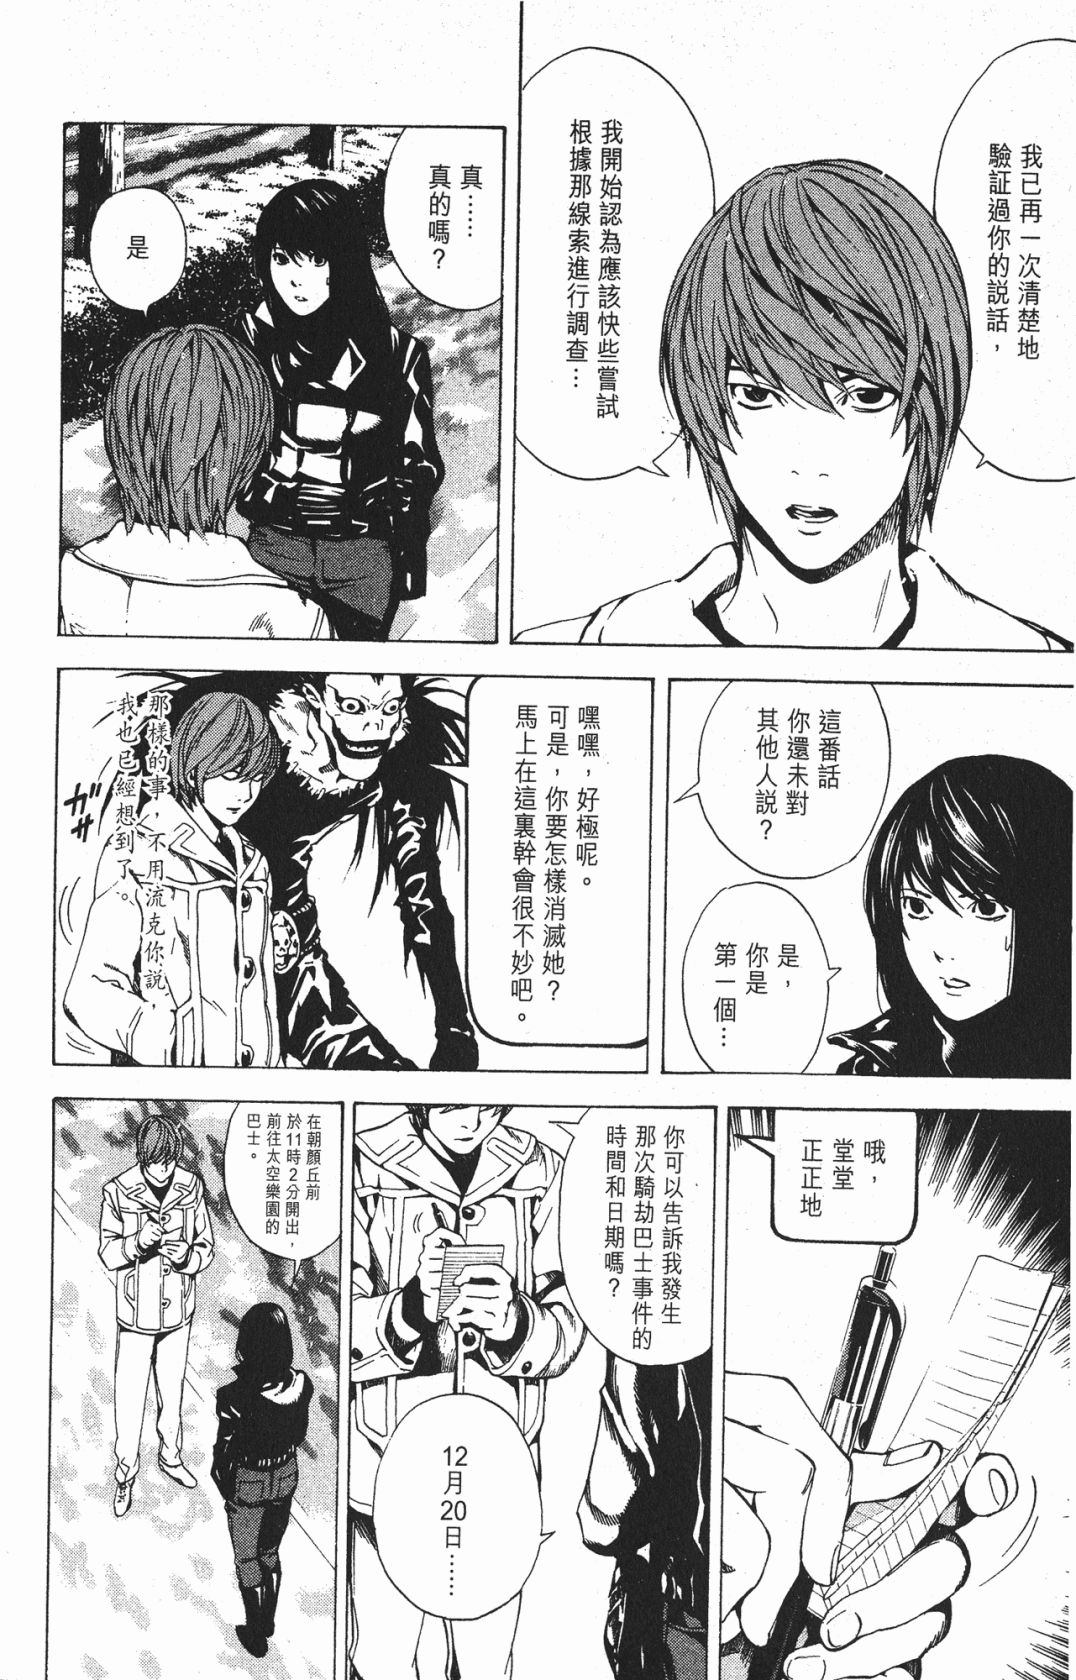 我已再一次清楚地
驗証過你的説話，
我開始認為應該快些嘗試
根據那線索進行調查…
真……
真的嗎？
是
這番話
你還未對
其他人説？
是，
你是
第一個…
嘿嘿，好極呢。
可是，你要怎樣消滅她？
馬上在這裏幹會很不妙吧。
那樣的事，不用流克你説，
我也已經想到了。
ガサ
哦，
堂堂
正正地
你可以告訴我發生
那次騎劫巴士事件的
時間和日期嗎？
12月20日……
在朝顏丘前
於11時2分開出，
前往太空樂園的
巴士。